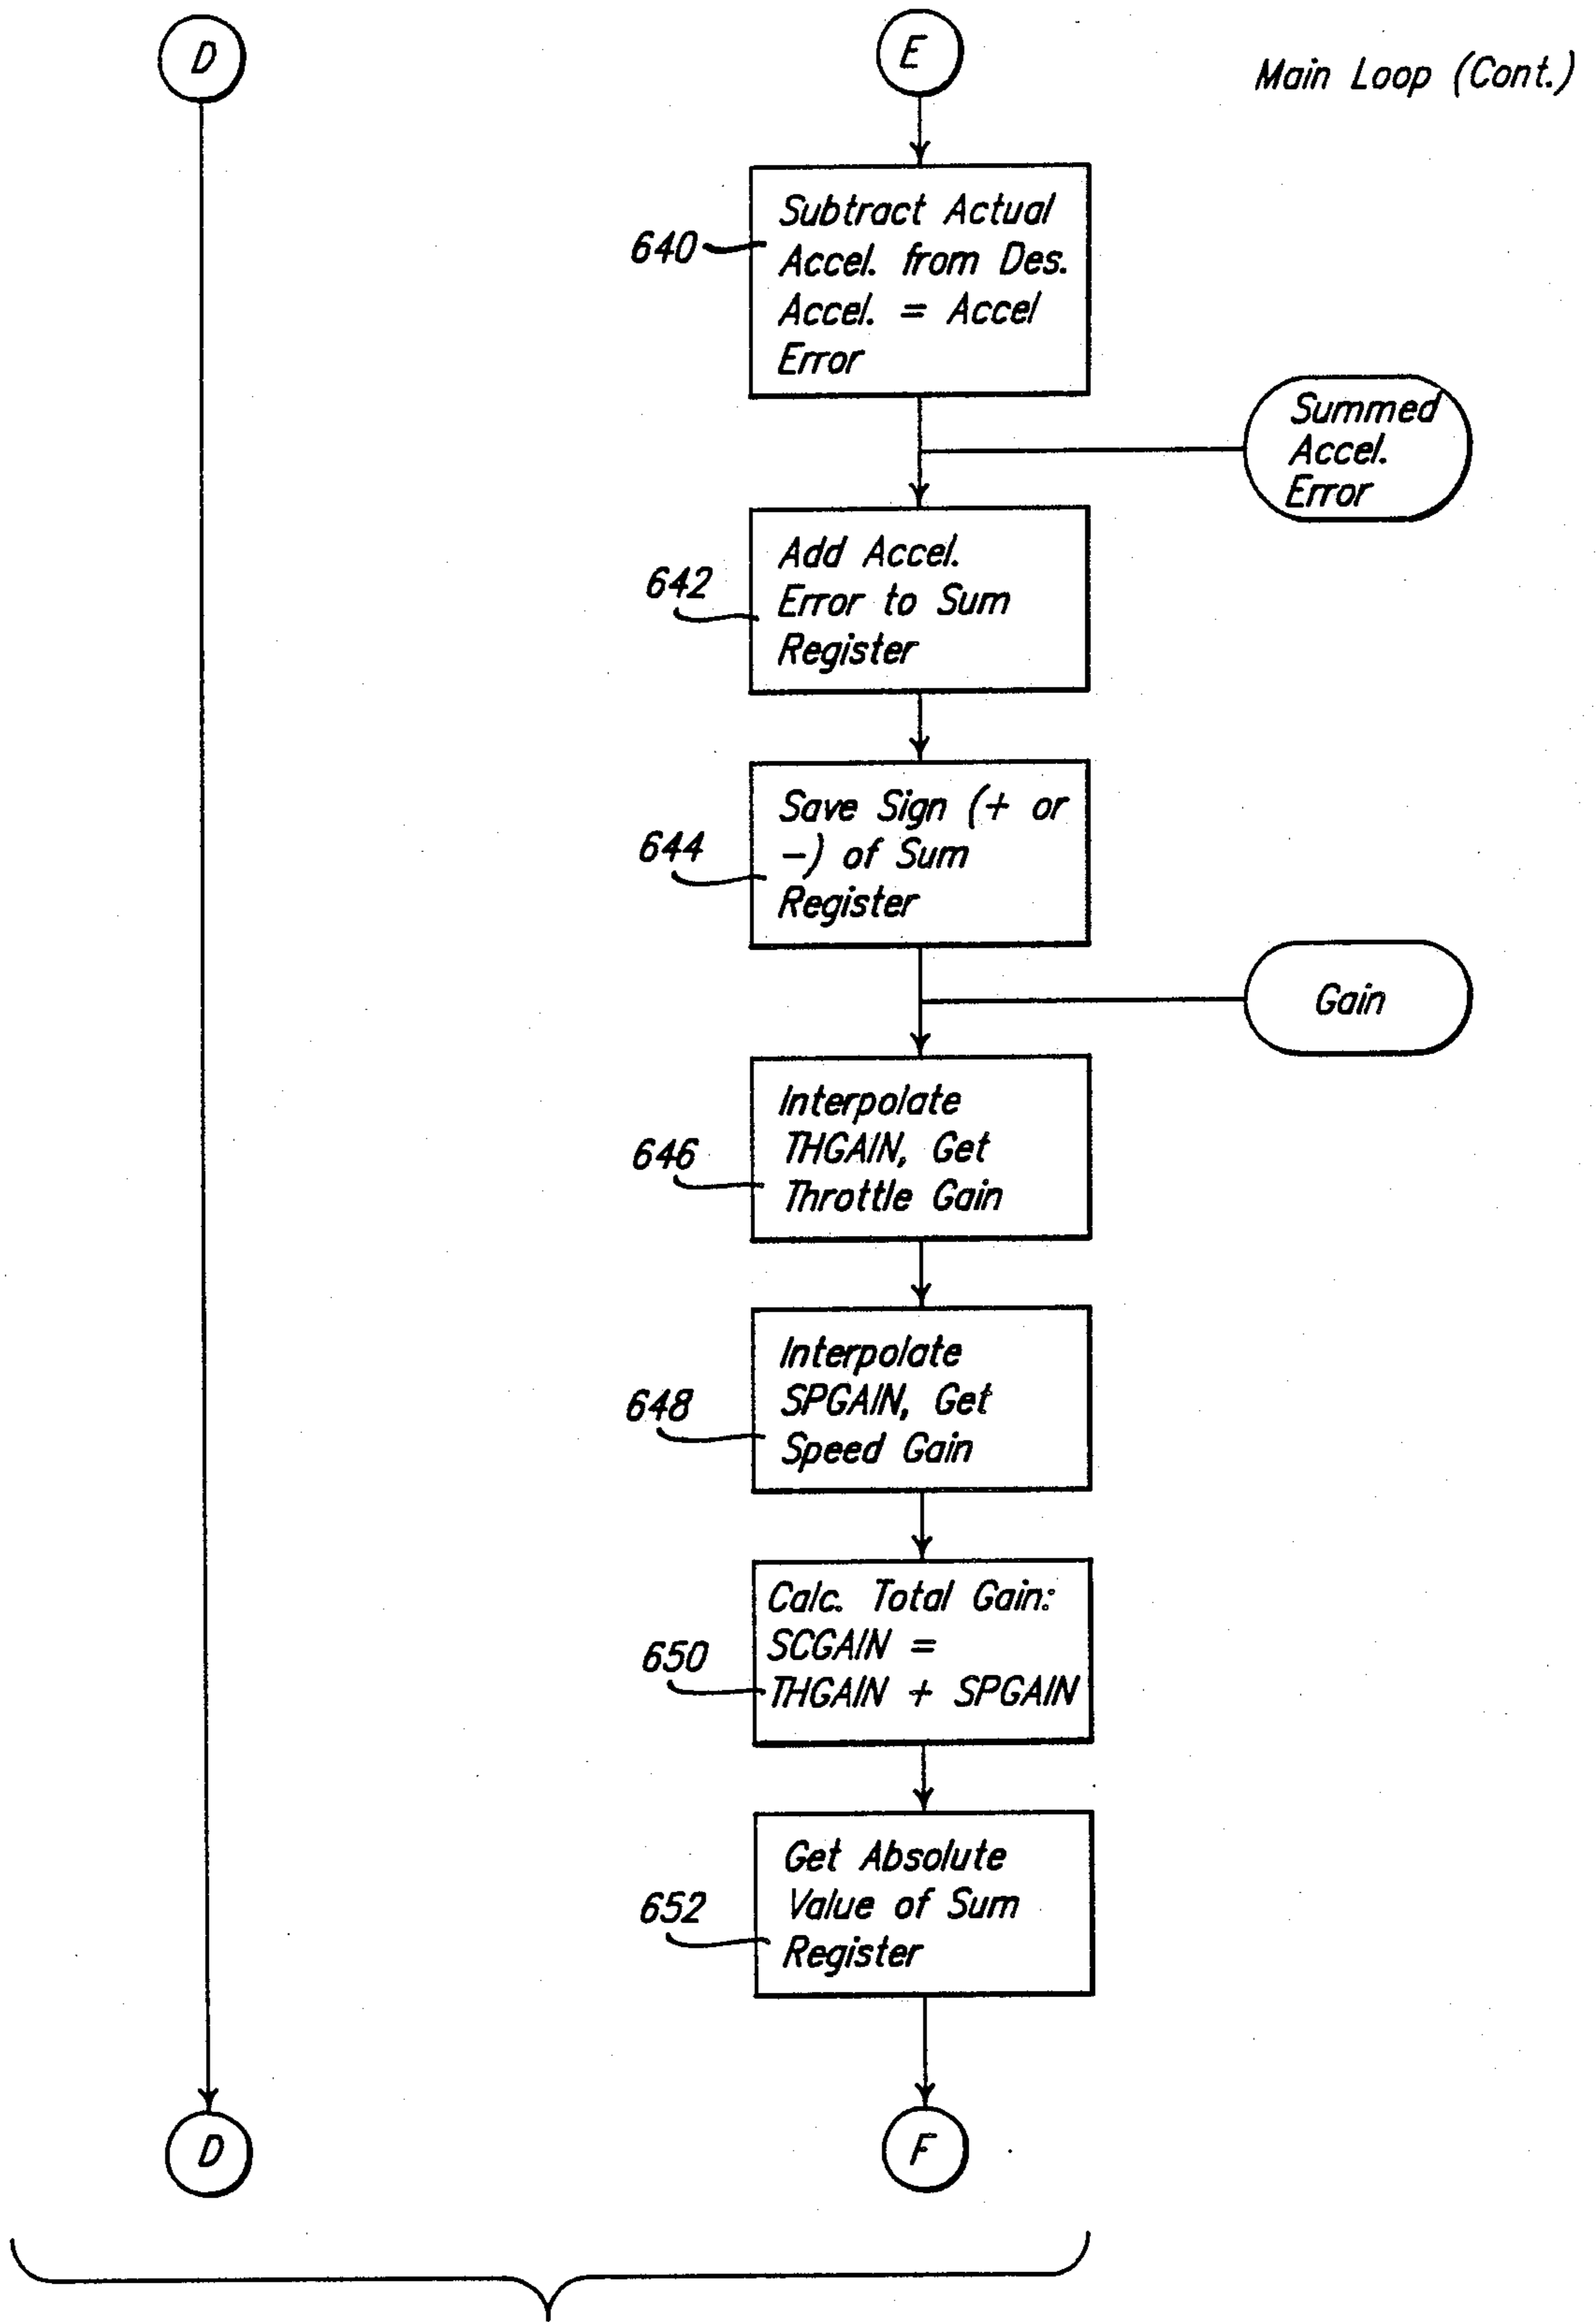 D
E
Main Loop (Cont.)
640
Subtract Actual
Accel. from Des.
Accel. = Accel
Error
Summed
Accel.
Error
642
Add Accel.
Error to Sum
Register
644
Save Sign (+ or
-) of Sum
Register
Gain
646
Interpolate
THGAIN, Get
Throttle Gain
648
Interpolate
SPGAIN, Get
Speed Gain
650
Calc. Total Gain:
SCGAIN =
THGAIN + SPGAIN
652
Get Absolute
Value of Sum
Register
D
F